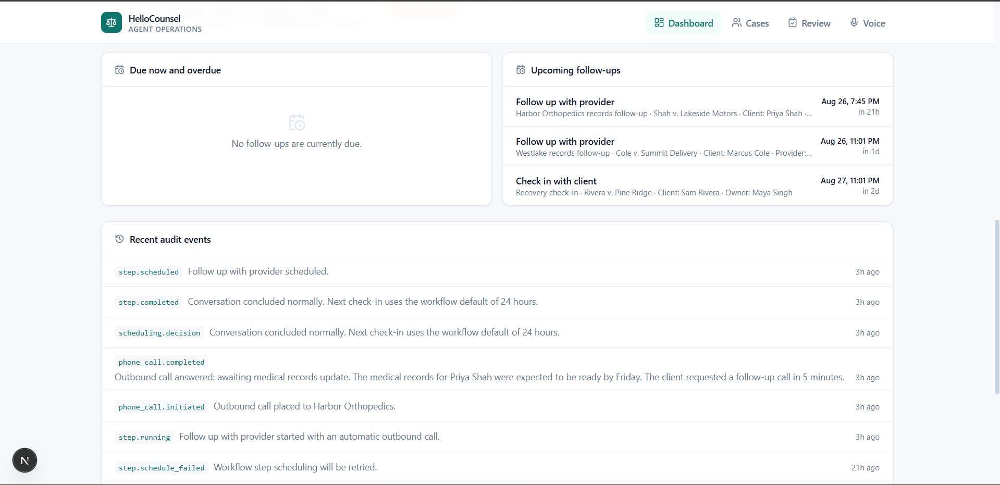 HelloCounsel
AGENT OPERATIONS
Dashboard
Cases
Review
Voice
Due now and overdue
No follow-ups are currently due.
Upcoming follow-ups
Follow up with provider
Aug 26, 7:45 PM
Harbor Orthopedics records follow-up · Shah v. Lakeside Motors · Client: Priya Shah ·...
in 21h
Follow up with provider
Aug 26, 11:01 PM
Westlake records follow-up · Cole v. Summit Delivery · Client: Marcus Cole · Provider:...
in 1d
Check in with client
Aug 27, 11:01 PM
Recovery check-in · Rivera v. Pine Ridge · Client: Sam Rivera · Owner: Maya Singh
in 2d
Recent audit events
step.scheduled Follow up with provider scheduled. 3h ago
step.completed Conversation concluded normally. Next check-in uses the workflow default of 24 hours. 3h ago
scheduling.decision Conversation concluded normally. Next check-in uses the workflow default of 24 hours. 3h ago
phone_call.completed
Outbound call answered: awaiting medical records update. The medical records for Priya Shah were expected to be ready by Friday. The client requested a follow-up call in 5 minutes. 3h ago
phone_call.initiated Outbound call placed to Harbor Orthopedics. 3h ago
step.running Follow up with provider started with an automatic outbound call. 3h ago
step.schedule_failed Workflow step scheduling will be retried. 21h ago
N